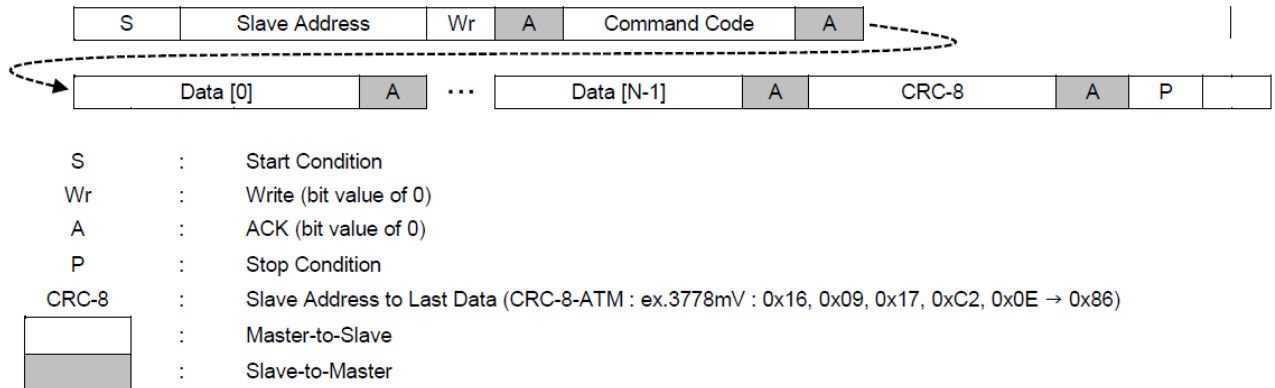 S Slave Address Wr A Command Code A
Data [0] A ... Data [N-1] A CRC-8 A P
S : Start Condition
Wr : Write (bit value of 0)
A : ACK (bit value of 0)
P : Stop Condition
CRC-8 : Slave Address to Last Data (CRC-8-ATM : ex.3778mV : 0x16, 0x09, 0x17, 0xC2, 0x0E → 0x86)
: Master-to-Slave
: Slave-to-Master